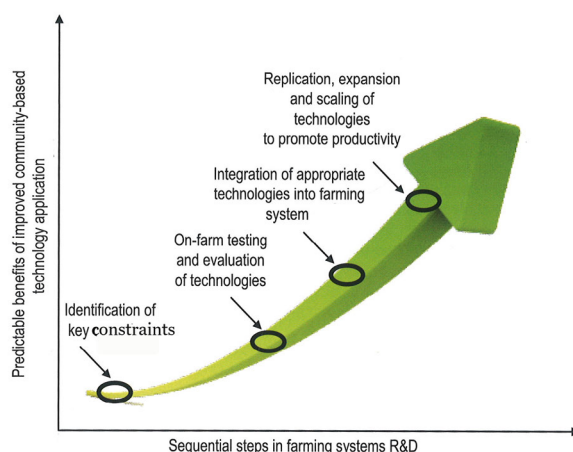 Replication, expansion
and scaling of
technologies
to promote productivity
Integration of appropriate
technologies into farming
system
On-farm testing
and evaluation
of technologies
Identification of
key constraints
Predictable benefits of improved community-based
technology application
Sequential steps in farming systems R&D